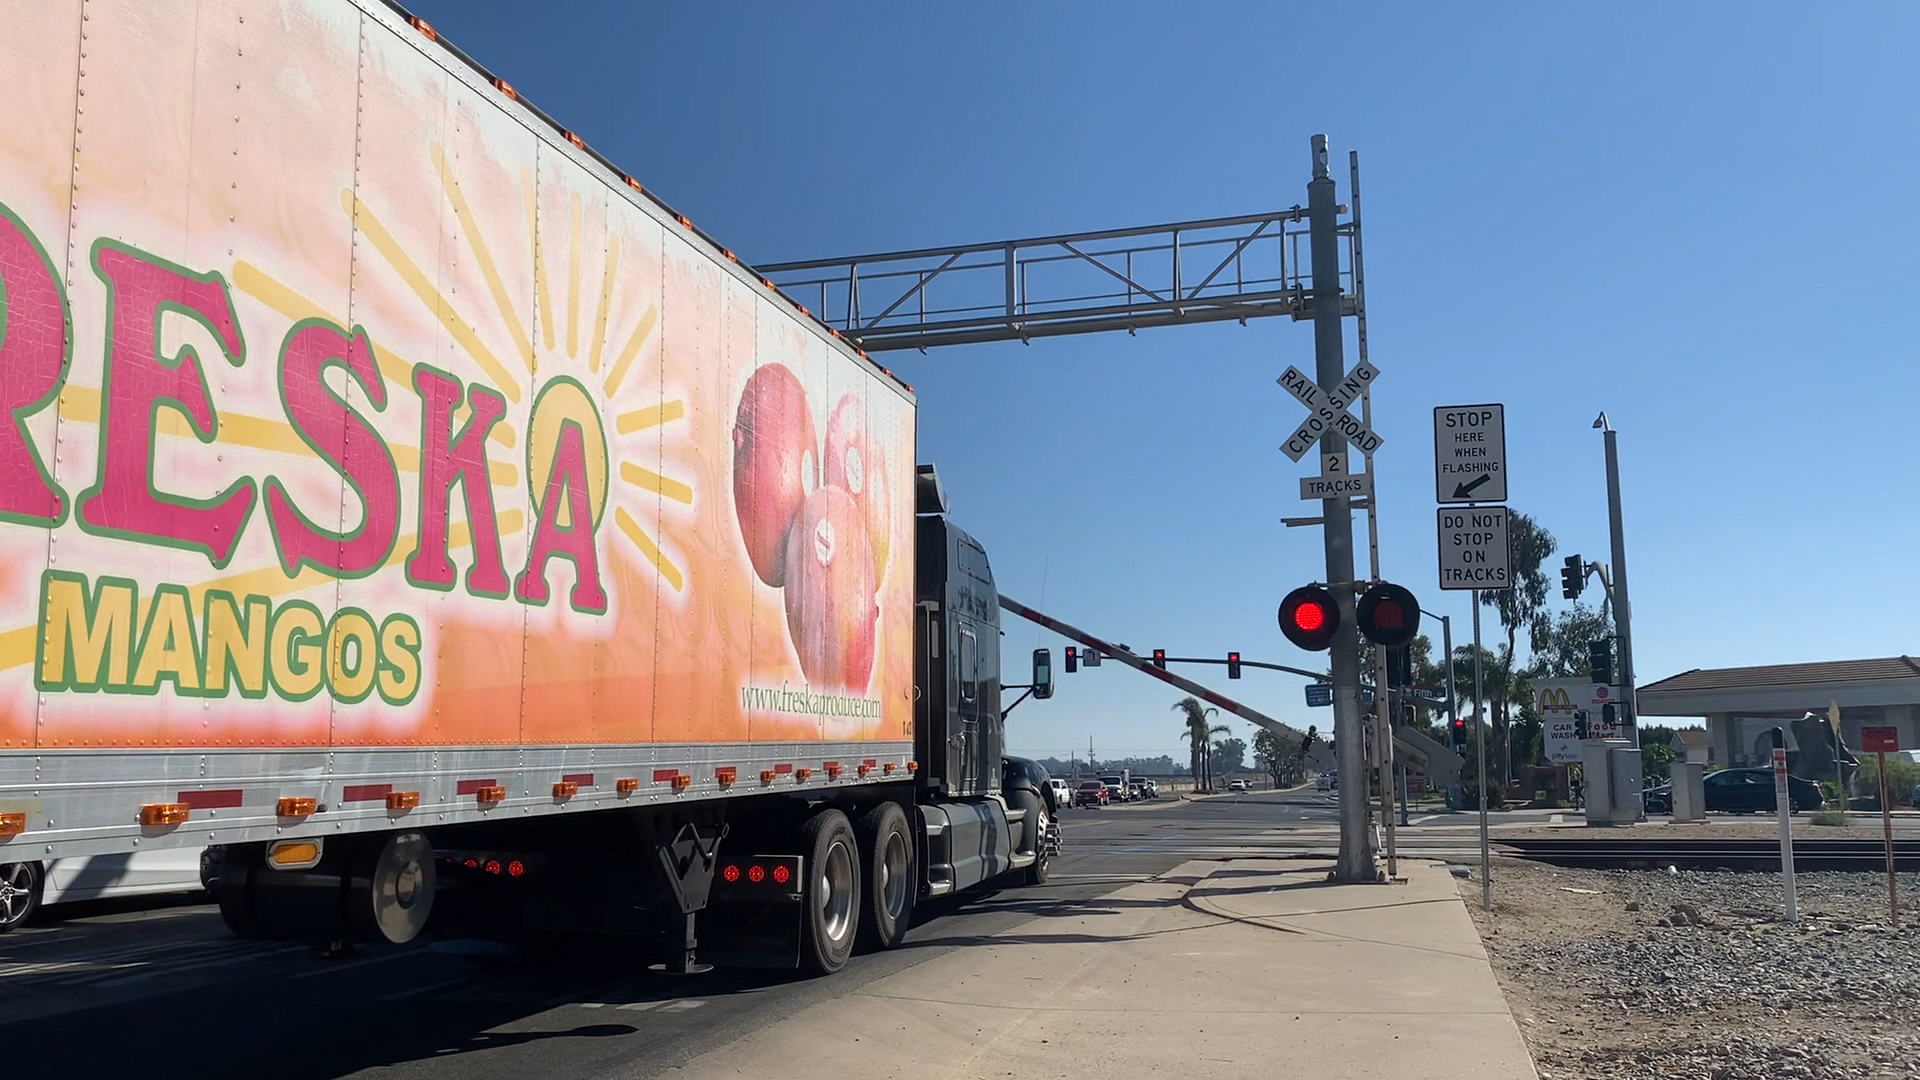 RESKA
MANGOS
www.freskaproduce.com
RAIL ROAD
CROSSING
2
TRACKS
STOP
HERE
WHEN
FLASHING
DO NOT
STOP
ON
TRACKS
Fifth
CAR
WASH